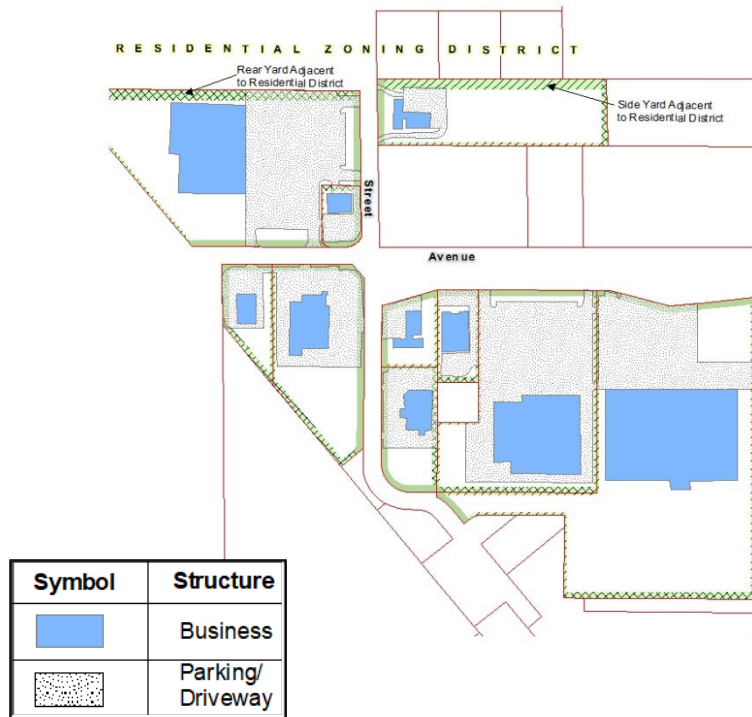 RESIDENTIAL ZONING DISTRICT
Rear Yard Adjacent
to Residential District
Side Yard Adjacent
to Residential District
Street
Avenue
Symbol Structure
Business
Parking/
Driveway